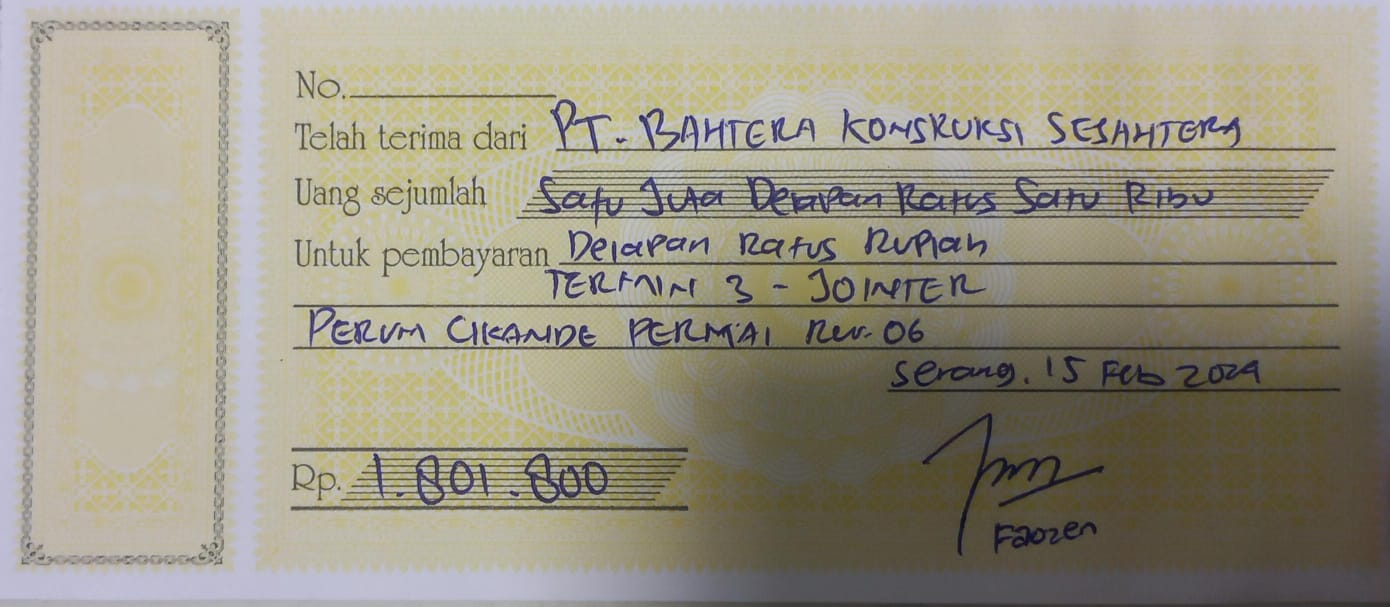 No.
Telah terima dari PT. BAHTERA KONSRUKSI SEJAHTERA
Uang sejumlah Satu Juta Delapan Ratus Satu Ribu
Untuk pembayaran Delapan Ratus Rupiah
TERMIN 3 - JOINTER
PERUM CIKANDE PERMAI Rev. 06
Serang, 15 Feb 2024
Rp. 1.801.800
Faozen